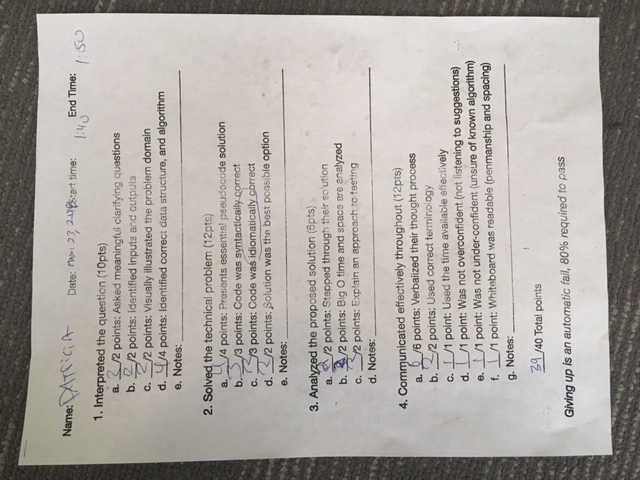 Name: PATRICIA Date: 27, Start time: 1:40 End Time: 1:50
1. Interpreted the question (10pts)
a. 2/2 points: Asked meaningful clarifying questions
b. 2/2 points: Identified inputs and outputs
c. 2/2 points: Visually illustrated the problem domain
d. 4/4 points: Identified correct data structure, and algorithm
e. Notes:
2. Solved the technical problem (12pts)
a. 4/4 points: Presents essential pseudocode solution
b. 3/3 points: Code was syntactically correct
c. /3 points: Code was idiomatically correct
d. 2/2 points: Solution was the best possible option
e. Notes:
3. Analyzed the proposed solution (6pts)
a. 2/2 points: Stepped through their solution
b. 2/2 points: Big O time and space are analyzed
c. 2/2 points: Explain an approach to testing
d. Notes:
4. Communicated effectively throughout (12pts)
a. 6/6 points: Verbalized their thought process
b. 2/2 points: Used correct terminology
c. 1/1 point: Used the time available effectively
d. 1/1 point: Was not overconfident (not listening to suggestions)
e. 1/1 point: Was not under-confident (unsure of known algorithm)
f. 1/1 point: Whiteboard was readable (penmanship and spacing)
g. Notes:
39/40 Total points
Giving up is an automatic fail, 80% required to pass